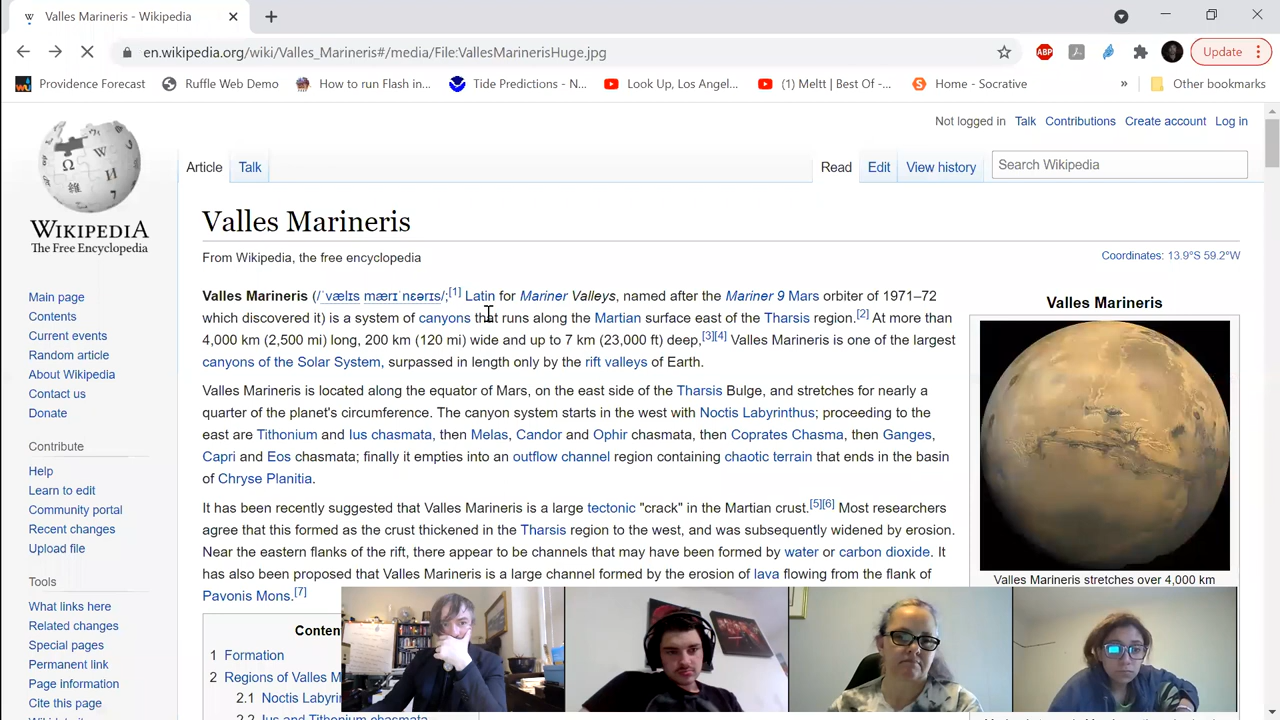 Valles Marineris - Wikipedia
en.wikipedia.org/wiki/Valles_Marineris#/media/File:VallesMarinerisHuge.jpg
ABP
Update
Providence Forecast
Ruffle Web Demo
How to run Flash in...
Tide Predictions - N...
Look Up, Los Angel...
(1) Meltt | Best Of -...
Home - Socrative
»
Other bookmarks
Not logged in Talk Contributions Create account Log in
Article Talk
Read Edit View history
Search Wikipedia
WIKIPEDIA
The Free Encyclopedia
Main page
Contents
Current events
Random article
About Wikipedia
Contact us
Donate
Contribute
Help
Learn to edit
Community portal
Recent changes
Upload file
Tools
What links here
Related changes
Special pages
Permanent link
Page information
Cite this page
Valles Marineris
From Wikipedia, the free encyclopedia
Coordinates: 13.9°S 59.2°W
Valles Marineris (/ˈvælɪs mærɪˈnɛərɪs/;[1] Latin for Mariner Valleys, named after the Mariner 9 Mars orbiter of 1971–72
which discovered it) is a system of canyons that runs along the Martian surface east of the Tharsis region.[2] At more than
4,000 km (2,500 mi) long, 200 km (120 mi) wide and up to 7 km (23,000 ft) deep,[3][4] Valles Marineris is one of the largest
canyons of the Solar System, surpassed in length only by the rift valleys of Earth.
Valles Marineris is located along the equator of Mars, on the east side of the Tharsis Bulge, and stretches for nearly a
quarter of the planet's circumference. The canyon system starts in the west with Noctis Labyrinthus; proceeding to the
east are Tithonium and Ius chasmata, then Melas, Candor and Ophir chasmata, then Coprates Chasma, then Ganges,
Capri and Eos chasmata; finally it empties into an outflow channel region containing chaotic terrain that ends in the basin
of Chryse Planitia.
It has been recently suggested that Valles Marineris is a large tectonic "crack" in the Martian crust.[5][6] Most researchers
agree that this formed as the crust thickened in the Tharsis region to the west, and was subsequently widened by erosion.
Near the eastern flanks of the rift, there appear to be channels that may have been formed by water or carbon dioxide. It
has also been proposed that Valles Marineris is a large channel formed by the erosion of lava flowing from the flank of
Pavonis Mons.[7]
Conten
1 Formation
2 Regions of Valles M
2.1 Noctis Labyri
2.2 Ius and Tithonium chasmata
Valles Marineris
Valles Marineris stretches over 4,000 km